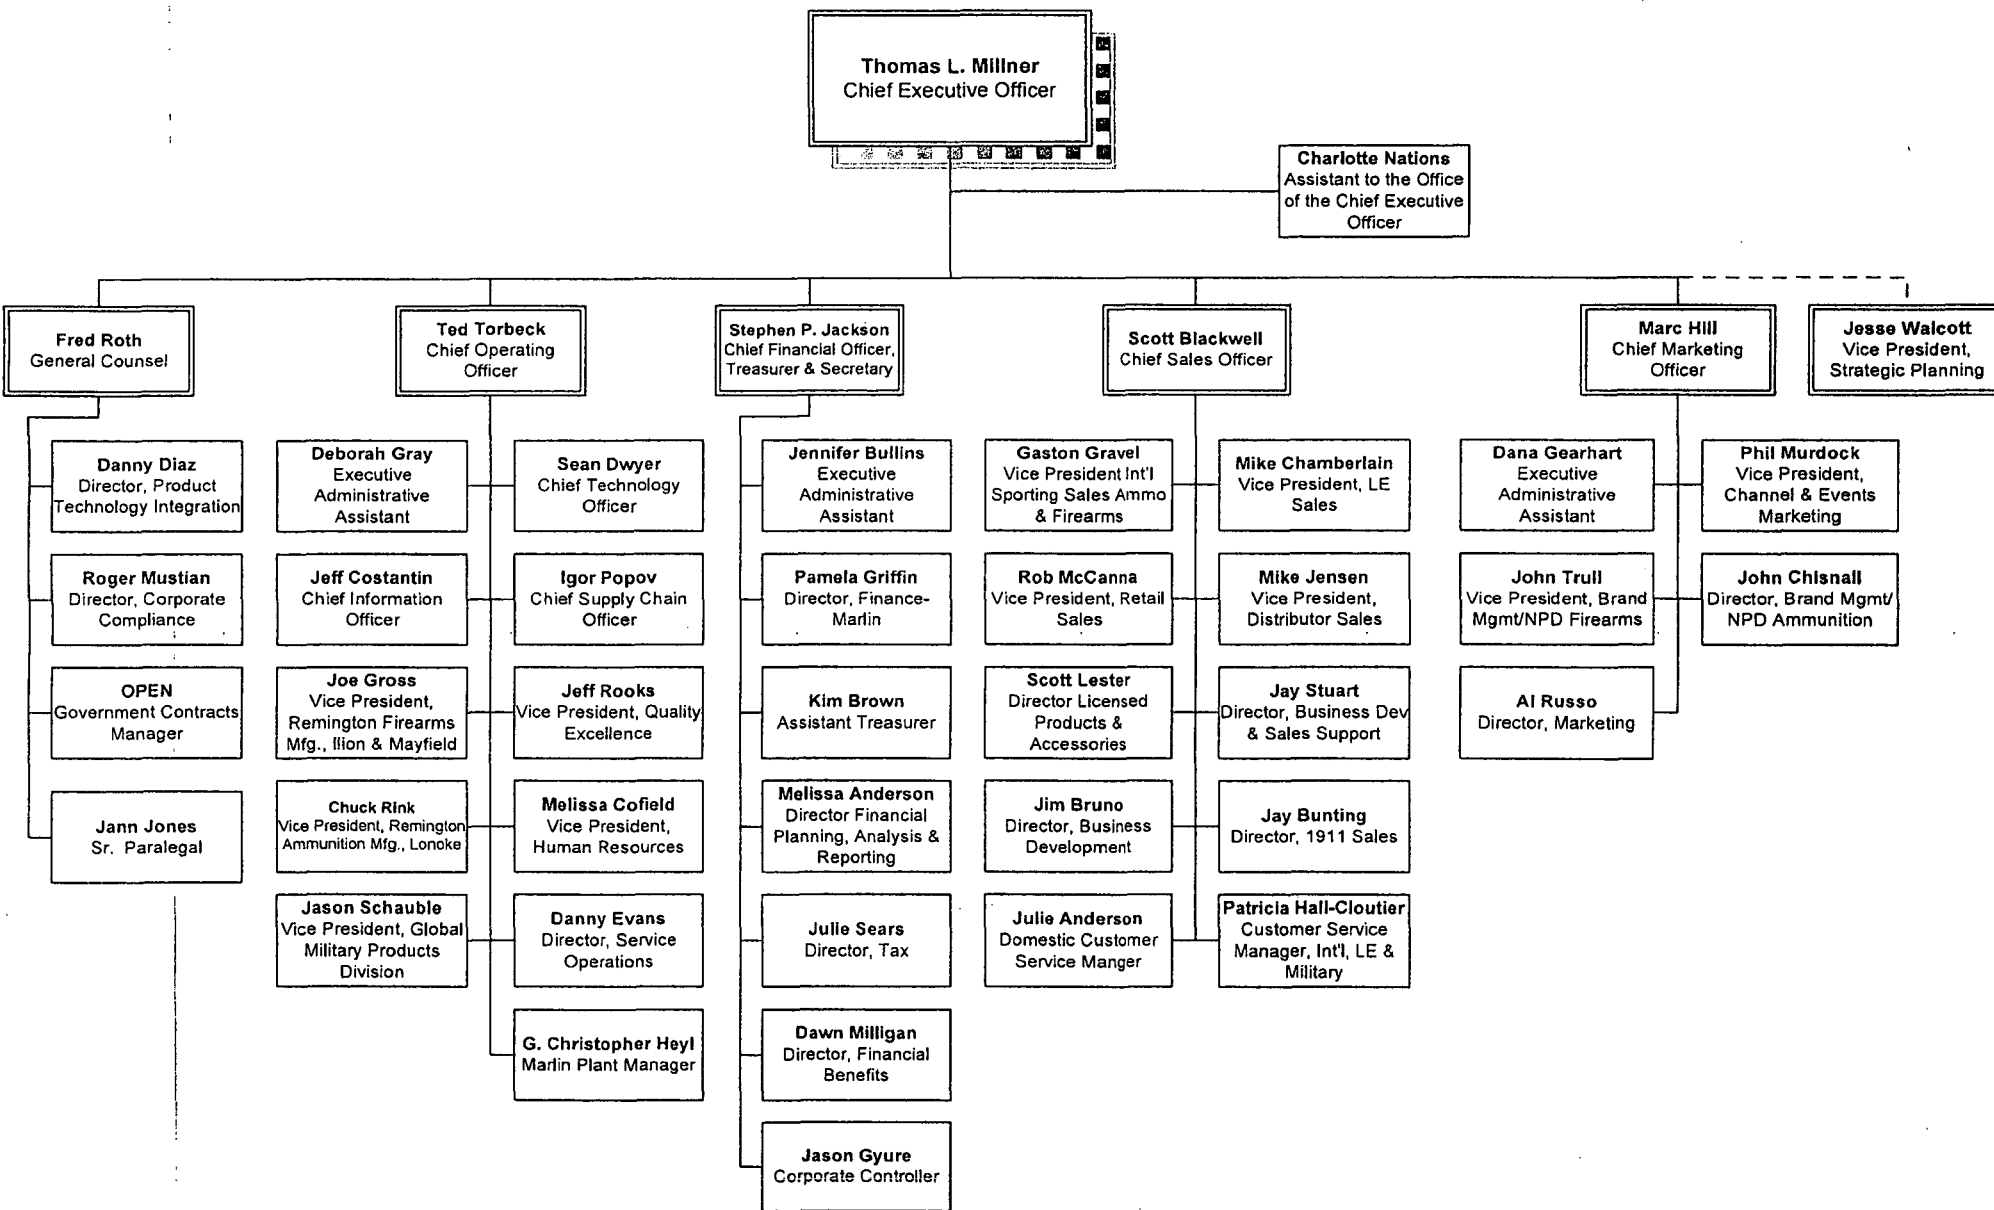 Thomas L. Millner
Chief Executive Officer
Charlotte Nations
Assistant to the Office
of the Chief Executive
Officer
Fred Roth
General Counsel
Ted Torbeck
Chief Operating
Officer
Stephen P. Jackson
Chief Financial Officer,
Treasurer & Secretary
Scott Blackwell
Chief Sales Officer
Marc Hill
Chief Marketing
Officer
Jesse Walcott
Vice President,
Strategic Planning
Danny Diaz
Director, Product
Technology Integration
Roger Mustian
Director, Corporate
Compliance
OPEN
Government Contracts
Manager
Jann Jones
Sr. Paralegal
Deborah Gray
Executive
Administrative
Assistant
Sean Dwyer
Chief Technology
Officer
Jeff Costantin
Chief Information
Officer
Igor Popov
Chief Supply Chain
Officer
Joe Gross
Vice President,
Remington Firearms
Mfg., Ilion & Mayfield
Jeff Rooks
Vice President, Quality
Excellence
Chuck Rink
Vice President, Remington
Ammunition Mfg., Lonoke
Melissa Cofield
Vice President,
Human Resources
Jason Schauble
Vice President, Global
Military Products
Division
Danny Evans
Director, Service
Operations
G. Christopher Heyl
Marlin Plant Manager
Jennifer Bullins
Executive
Administrative
Assistant
Pamela Griffin
Director, Finance-
Marlin
Kim Brown
Assistant Treasurer
Melissa Anderson
Director Financial
Planning, Analysis &
Reporting
Julie Sears
Director, Tax
Dawn Milligan
Director, Financial
Benefits
Jason Gyure
Corporate Controller
Gaston Gravel
Vice President Int'l
Sporting Sales Ammo
& Firearms
Mike Chamberlain
Vice President, LE
Sales
Rob McCanna
Vice President, Retail
Sales
Mike Jensen
Vice President,
Distributor Sales
Scott Lester
Director Licensed
Products &
Accessories
Jay Stuart
Director, Business Dev
& Sales Support
Jim Bruno
Director, Business
Development
Jay Bunting
Director, 1911 Sales
Julie Anderson
Domestic Customer
Service Manger
Patricia Hall-Cloutier
Customer Service
Manager, Int'l, LE &
Military
Dana Gearhart
Executive
Administrative
Assistant
Phil Murdock
Vice President,
Channel & Events
Marketing
John Trull
Vice President, Brand
Mgmt/NPD Firearms
John Chisnall
Director, Brand Mgmt/
NPD Ammunition
Al Russo
Director, Marketing